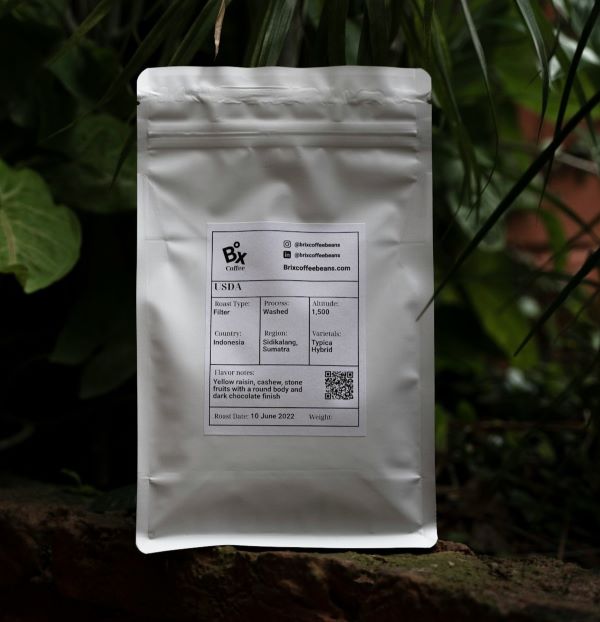 B°x
Coffee
@brixcoffeebeans
@brixcoffeebeans
Brixcoffeebeans.com
USDA
Roast Type:
Filter
Process:
Washed
Altitude:
1,500
Country:
Indonesia
Region:
Sidikalang,
Sumatra
Varietals:
Typica
Hybrid
Flavor notes:
Yellow raisin, cashew, stone
fruits with a round body and
dark chocolate finish
Roast Date: 10 June 2022
Weight: